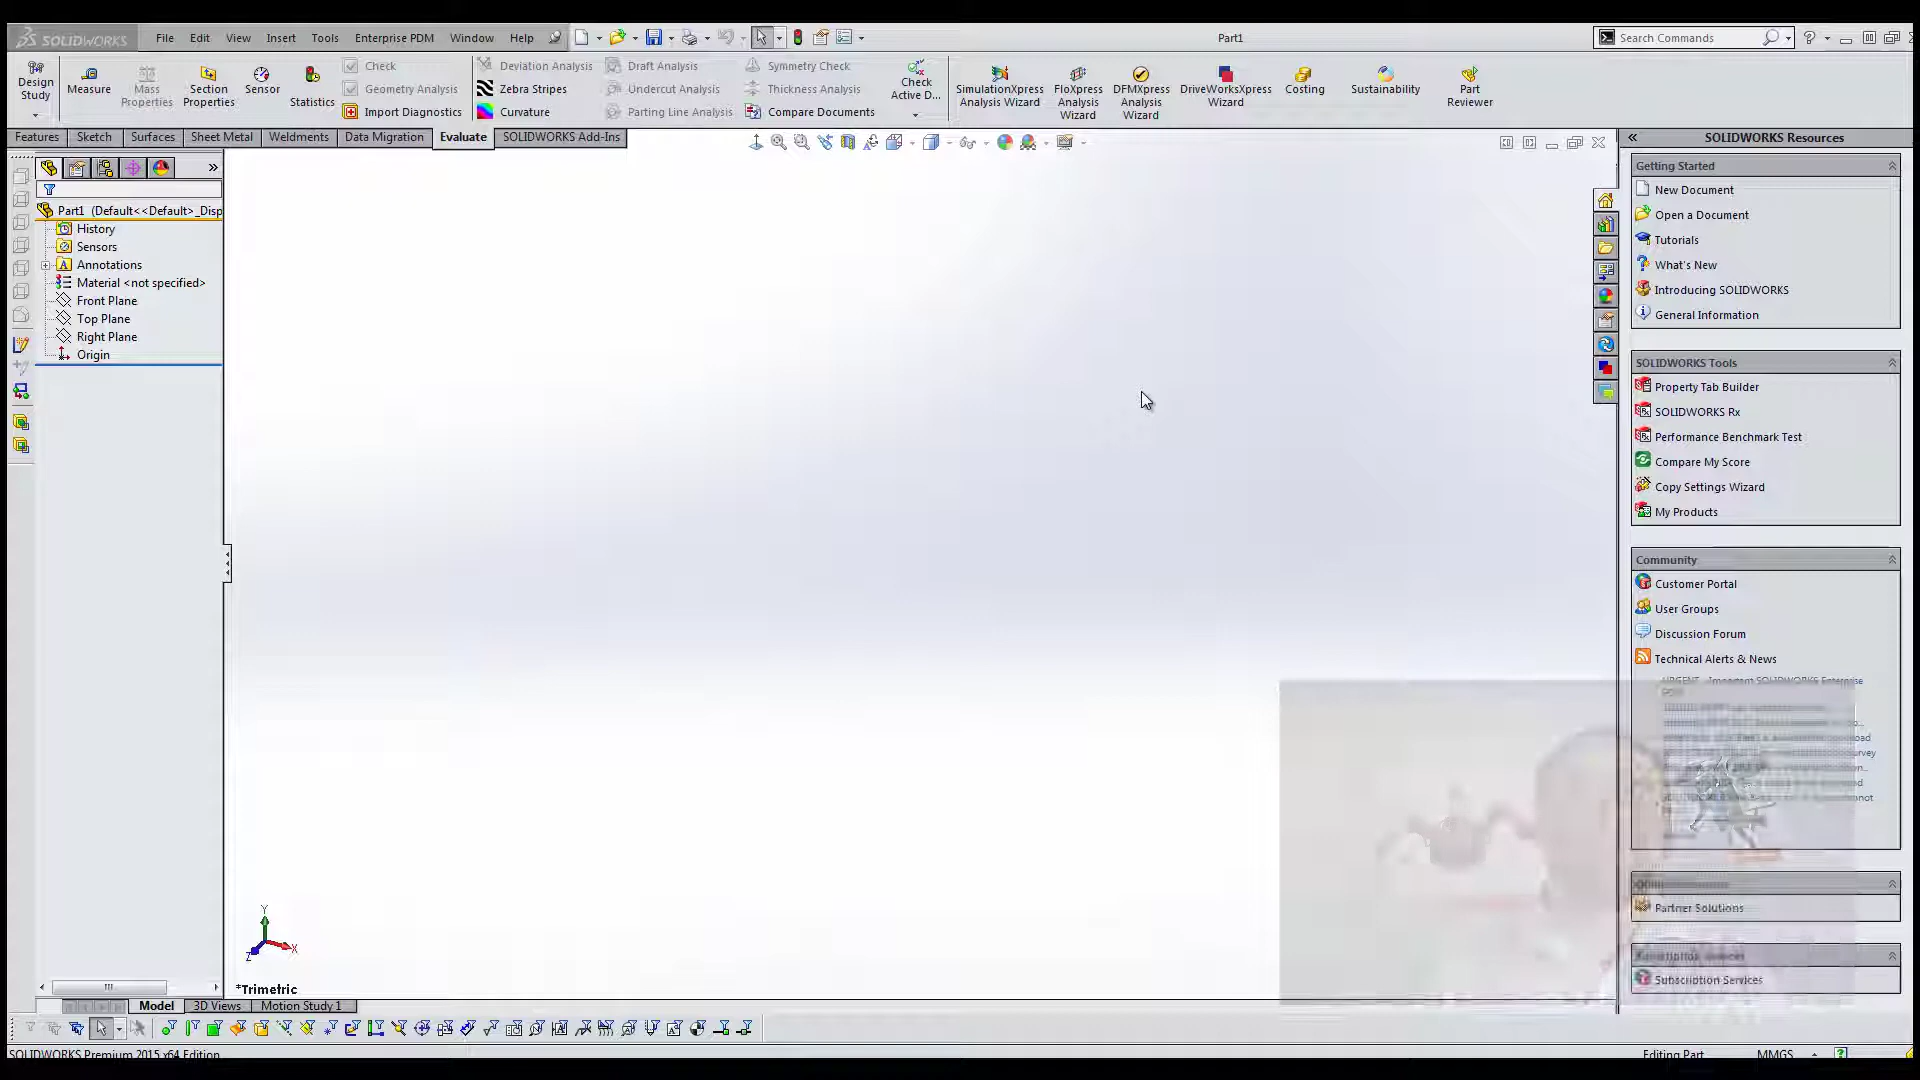 SOLIDWORKS File Edit View Insert Tools Enterprise PDM Window Help Part1 Search Commands
Design Study
Measure
Mass Properties
Section Properties
Sensor
Statistics
Check
Geometry Analysis
Import Diagnostics
Deviation Analysis
Zebra Stripes
Curvature
Draft Analysis
Undercut Analysis
Parting Line Analysis
Symmetry Check
Thickness Analysis
Compare Documents
Check Active D...
SimulationXpress Analysis Wizard
FloXpress Analysis Wizard
DFMXpress Analysis Wizard
DriveWorksXpress Wizard
Costing
Sustainability
Part Reviewer
Features Sketch Surfaces Sheet Metal Weldments Data Migration Evaluate SOLIDWORKS Add-Ins
Part1 (Default<<Default>_Disp
History
Sensors
Annotations
Material <not specified>
Front Plane
Top Plane
Right Plane
Origin
Y
X
Z
*Trimetric
SOLIDWORKS Resources
Getting Started
New Document
Open a Document
Tutorials
What's New
Introducing SOLIDWORKS
General Information
SOLIDWORKS Tools
Property Tab Builder
SOLIDWORKS Rx
Performance Benchmark Test
Compare My Score
Copy Settings Wizard
My Products
Community
Customer Portal
User Groups
Discussion Forum
Technical Alerts & News
URGENT - Important SOLIDWORKS Enterprise
Partner Solutions
Subscription Services
Model 3D Views Motion Study 1
SOLIDWORKS Premium 2015 x64 Edition Editing Part MMGS